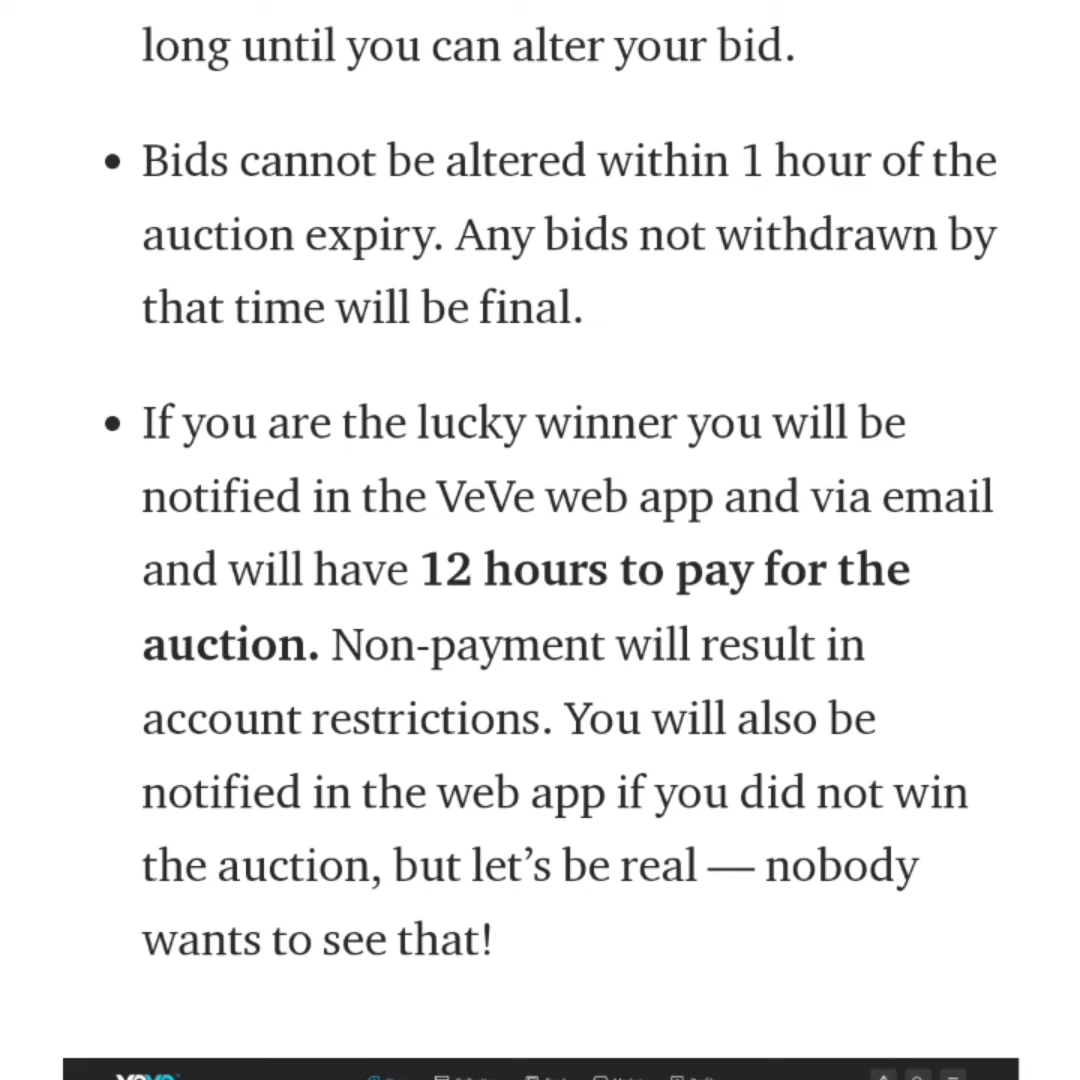 long until you can alter your bid.
• Bids cannot be altered within 1 hour of the
auction expiry. Any bids not withdrawn by
that time will be final.
• If you are the lucky winner you will be
notified in the VeVe web app and via email
and will have 12 hours to pay for the
auction. Non-payment will result in
account restrictions. You will also be
notified in the web app if you did not win
the auction, but let’s be real — nobody
wants to see that!